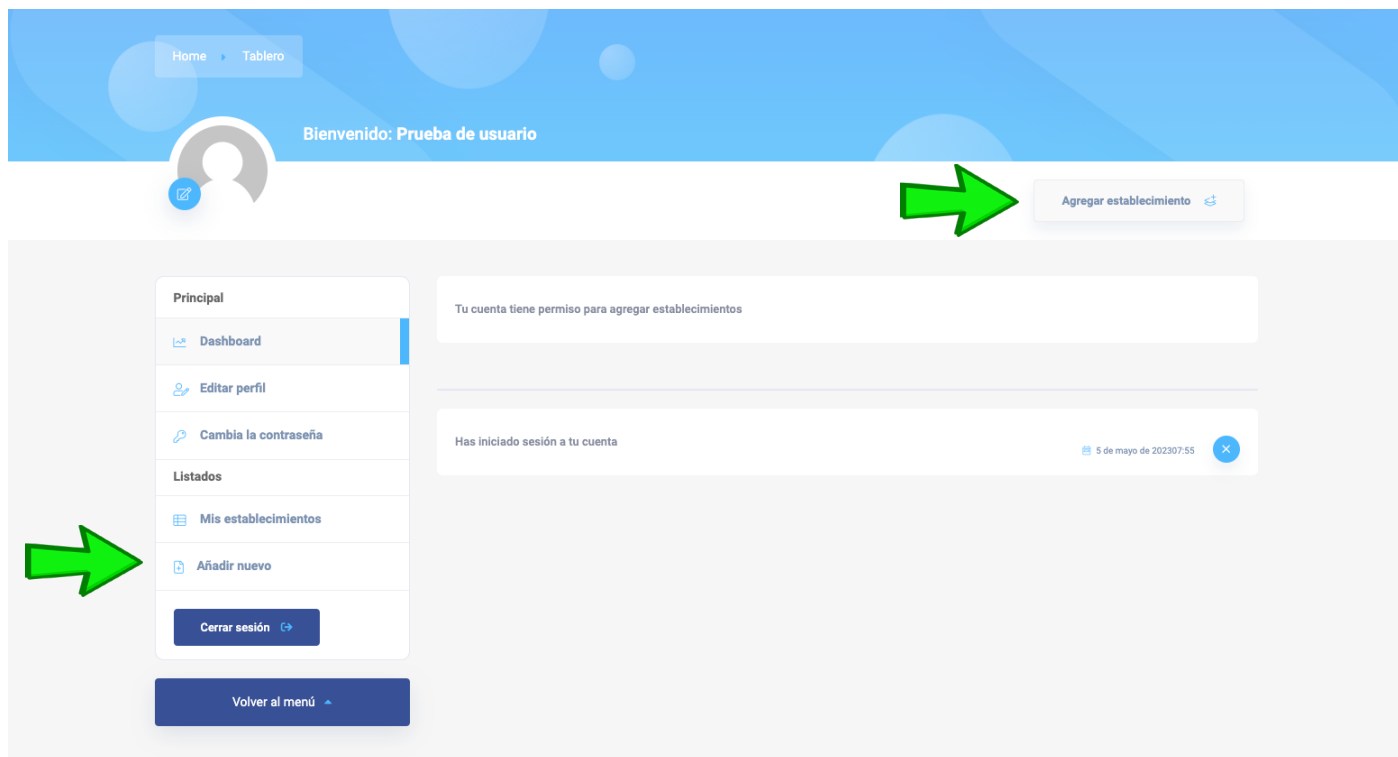 Home Tablero
Bienvenido: Prueba de usuario
Agregar establecimiento
Principal
Dashboard
Editar perfil
Cambia la contraseña
Listados
Mis establecimientos
Añadir nuevo
Cerrar sesión
Volver al menú
Tu cuenta tiene permiso para agregar establecimientos
Has iniciado sesión a tu cuenta
5 de mayo de 202307:55